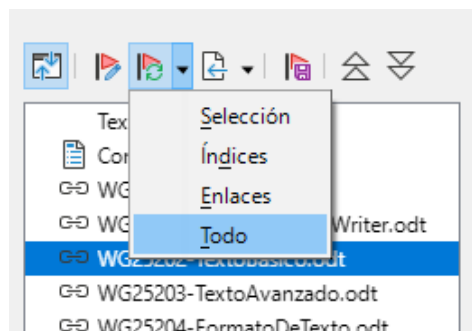 Tex
Selección
Cor
Índices
WG
Enlaces
WG
Writer.odt
Todo
WG25202-TextoBasico.odt
WG25203-TextoAvanzado.odt
WG25204-FormatoDeTexto.odt